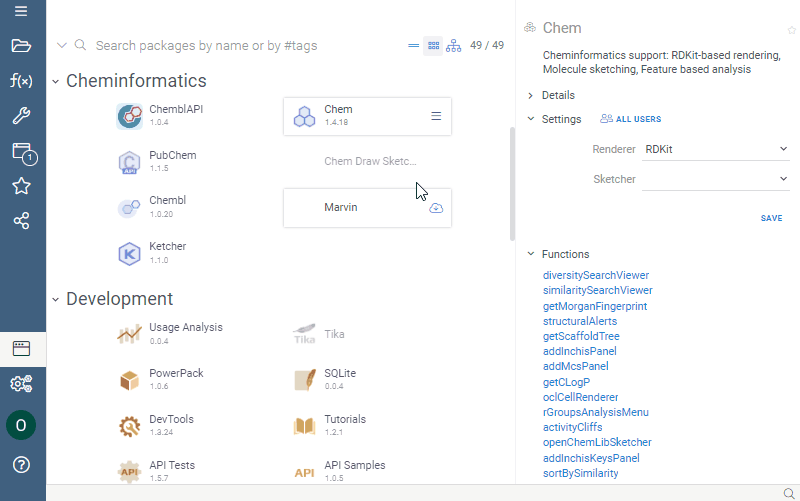 Search packages by name or by #tags
49 / 49
Cheminformatics
ChemblAPI
1.0.4
Chem
1.4.18
PubChem
1.1.5
Chem Draw Sketc...
Chembl
1.0.20
Marvin
Ketcher
1.1.0
Development
Usage Analysis
0.0.4
Tika
Tika
PowerPack
1.0.6
SQLite
0.0.4
DevTools
1.3.24
Tutorials
1.2.1
API
API Tests
1.5.7
API
API Samples
1.0.5
f(x)
1
O
?
Chem
Cheminformatics support: RDKit-based rendering,
Molecule sketching, Feature based analysis
Details
Settings
ALL USERS
Renderer
RDKit
Sketcher
SAVE
Functions
diversitySearchViewer
similaritySearchViewer
getMorganFingerprint
structuralAlerts
getScaffoldTree
addInchisPanel
addMcsPanel
getCLogP
oclCellRenderer
rGroupsAnalysisMenu
activityCliffs
openChemLibSketcher
addInchisKeysPanel
sortBySimilarity